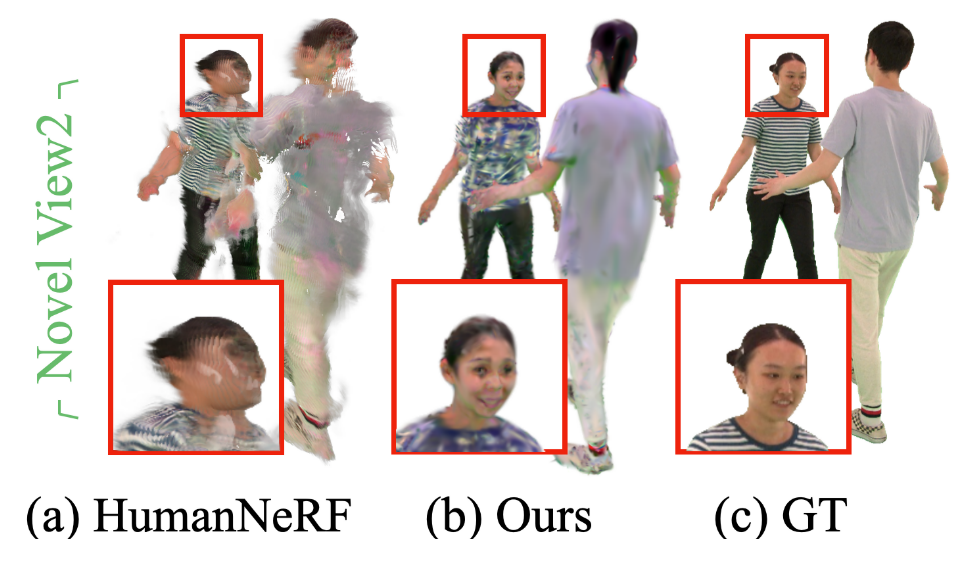 「 Novel View2 」
(a) HumanNeRF
(b) Ours
(c) GT